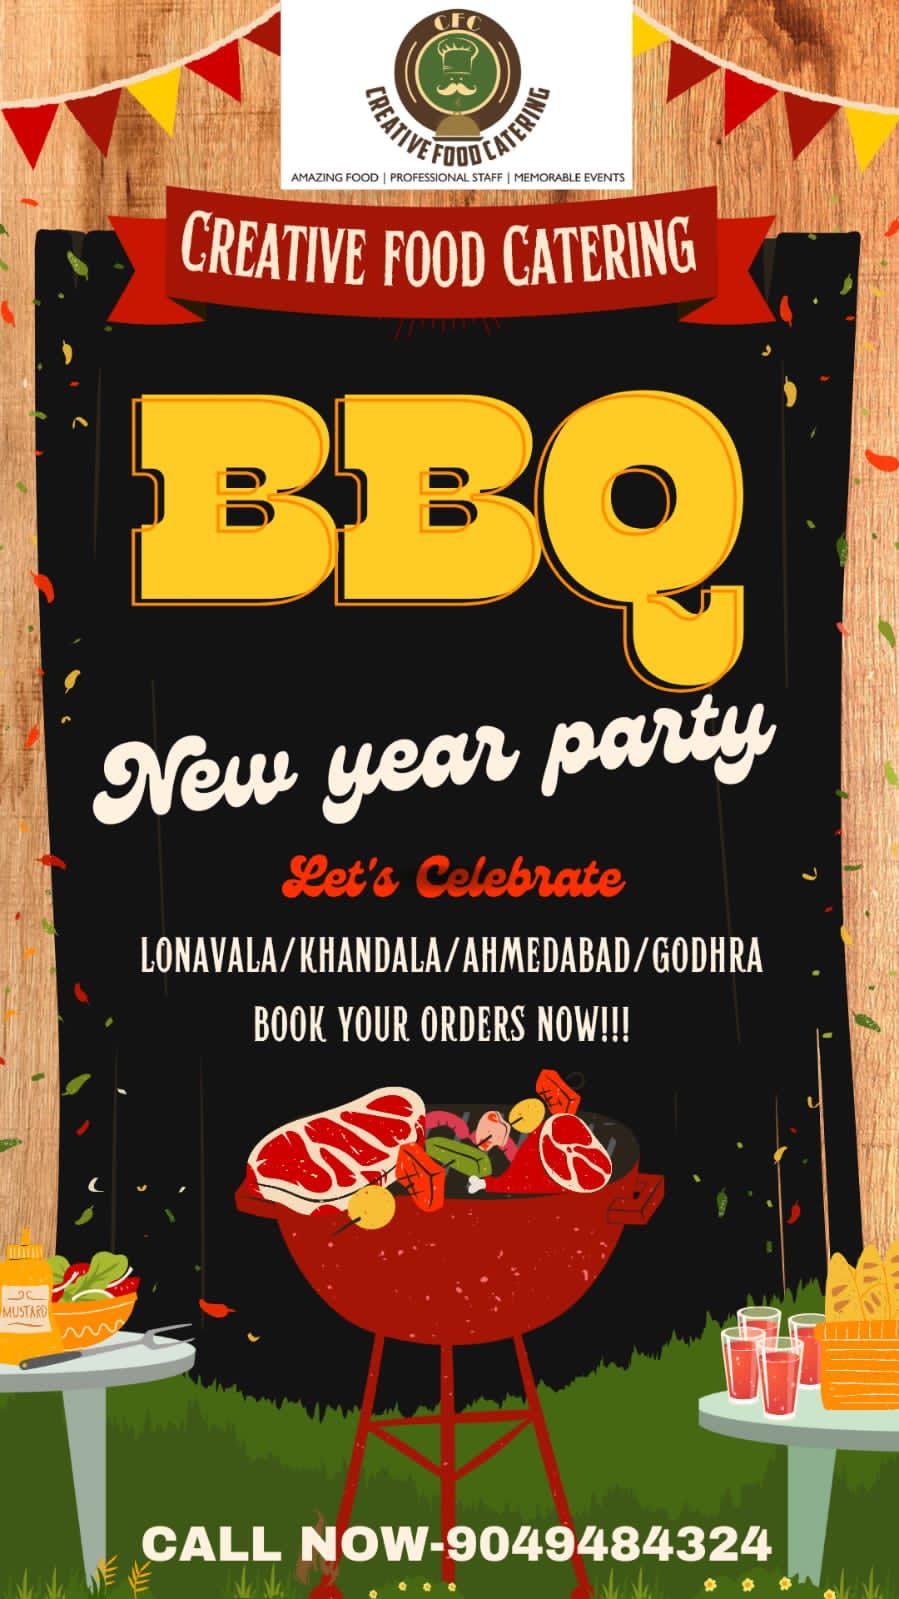 CFC
CREATIVE FOOD CATERING
AMAZING FOOD | PROFESSIONAL STAFF | MEMORABLE EVENTS
CREATIVE FOOD CATERING
BBQ
New year party
Let's Celebrate
LONAVALA/KHANDALA/AHMEDABAD/GODHRA
BOOK YOUR ORDERS NOW!!!
MUSTARD
CALL NOW-9049484324